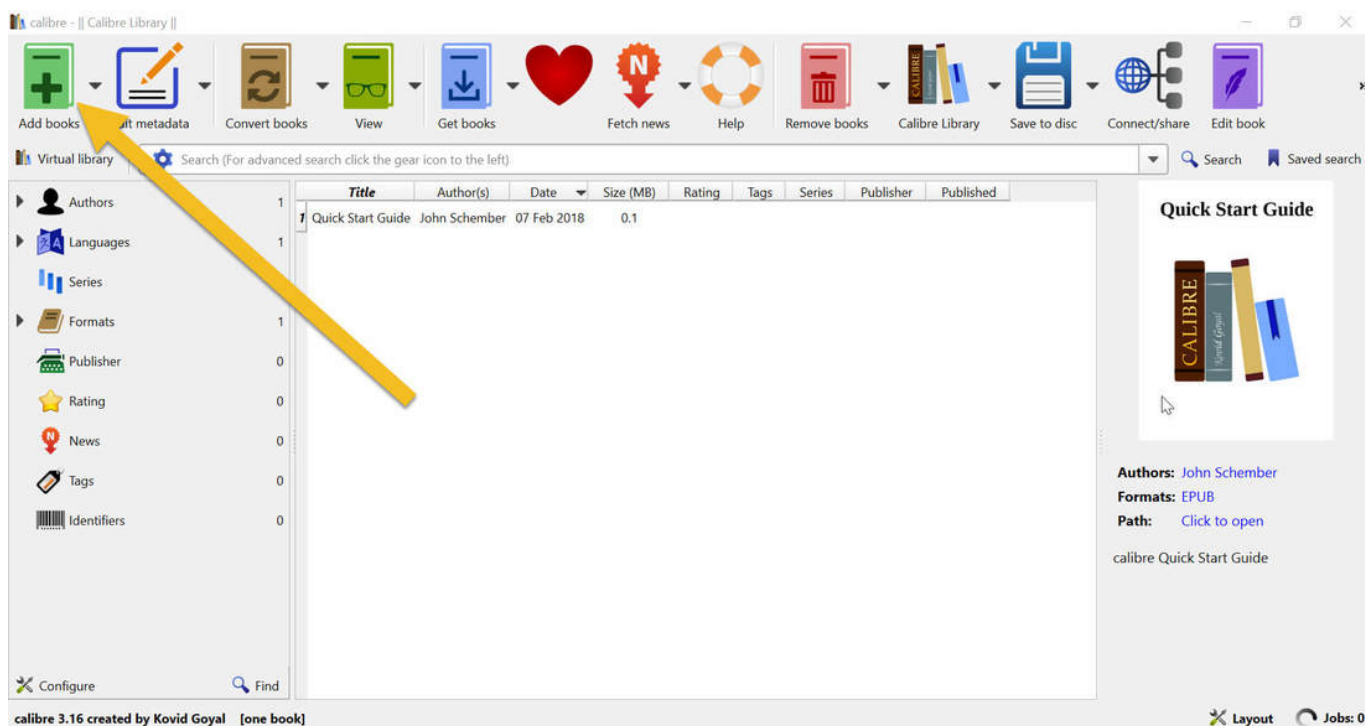 calibre - || Calibre Library ||
Add books
metadata
Convert books
View
Get books
N
Fetch news
Help
Remove books
CALIBRE
Calibre Library
Save to disc
Connect/share
Edit book
Virtual library
Search (For advanced search click the gear icon to the left)
Search
Saved search
Authors 1
Languages 1
Series
Formats 1
Publisher 0
Rating 0
N
News 0
Tags 0
Identifiers 0
Configure
Find
Title Author(s) Date Size (MB) Rating Tags Series Publisher Published
1 Quick Start Guide John Schember 07 Feb 2018 0.1
Quick Start Guide
CALIBRE
Kovid Goyal
Authors: John Schember
Formats: EPUB
Path: Click to open
calibre Quick Start Guide
calibre 3.16 created by Kovid Goyal [one book]
Layout
Jobs: 0